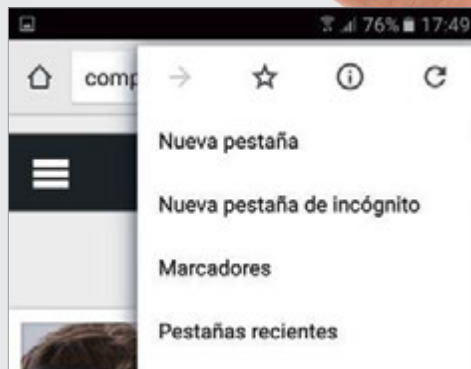 76% 17:49
comp
Nueva pestaña
Nueva pestaña de incógnito
Marcadores
Pestañas recientes